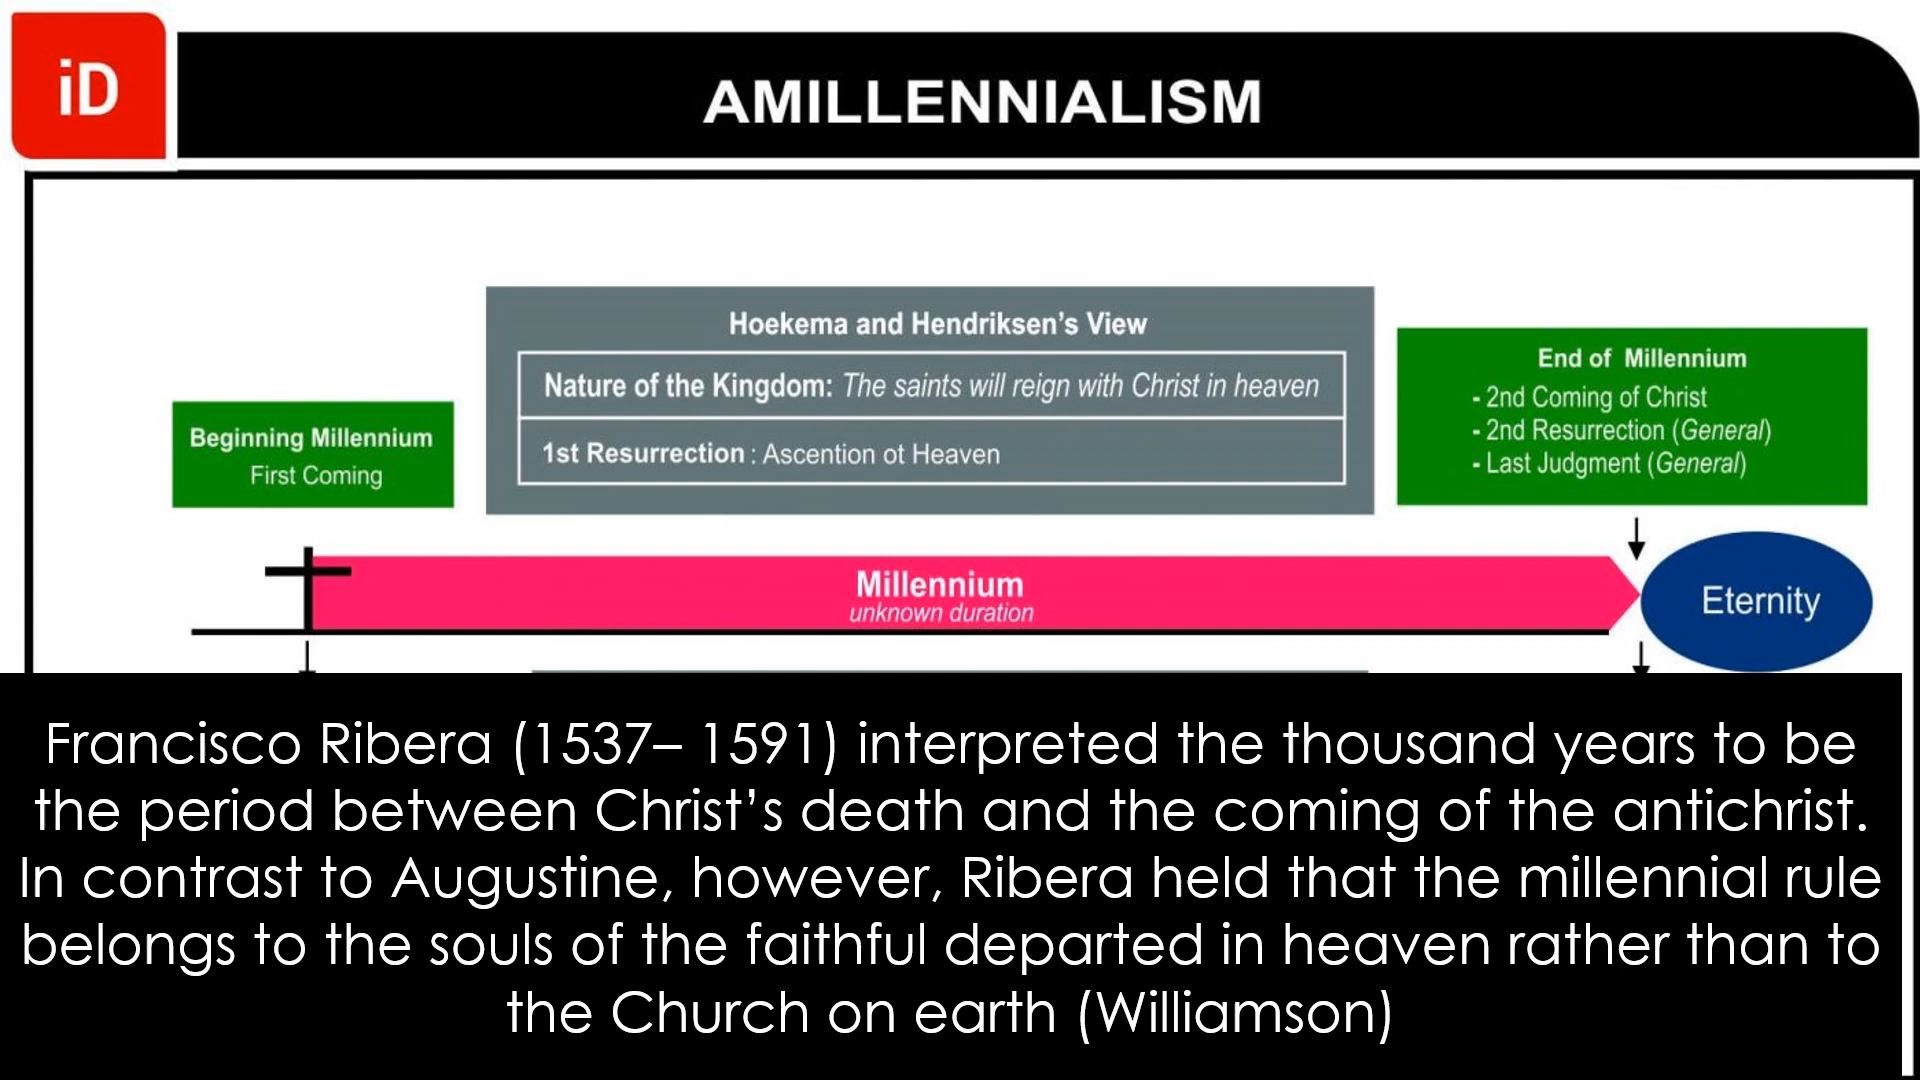 iD
AMILLENNIALISM
Hoekema and Hendriksen's View
Nature of the Kingdom: The saints will reign with Christ in heaven
1st Resurrection : Ascention ot Heaven
Beginning Millennium
First Coming
End of Millennium
- 2nd Coming of Christ
- 2nd Resurrection (General)
- Last Judgment (General)
Millennium
unknown duration
Eternity
Francisco Ribera (1537– 1591) interpreted the thousand years to be
the period between Christ’s death and the coming of the antichrist.
In contrast to Augustine, however, Ribera held that the millennial rule
belongs to the souls of the faithful departed in heaven rather than to
the Church on earth (Williamson)